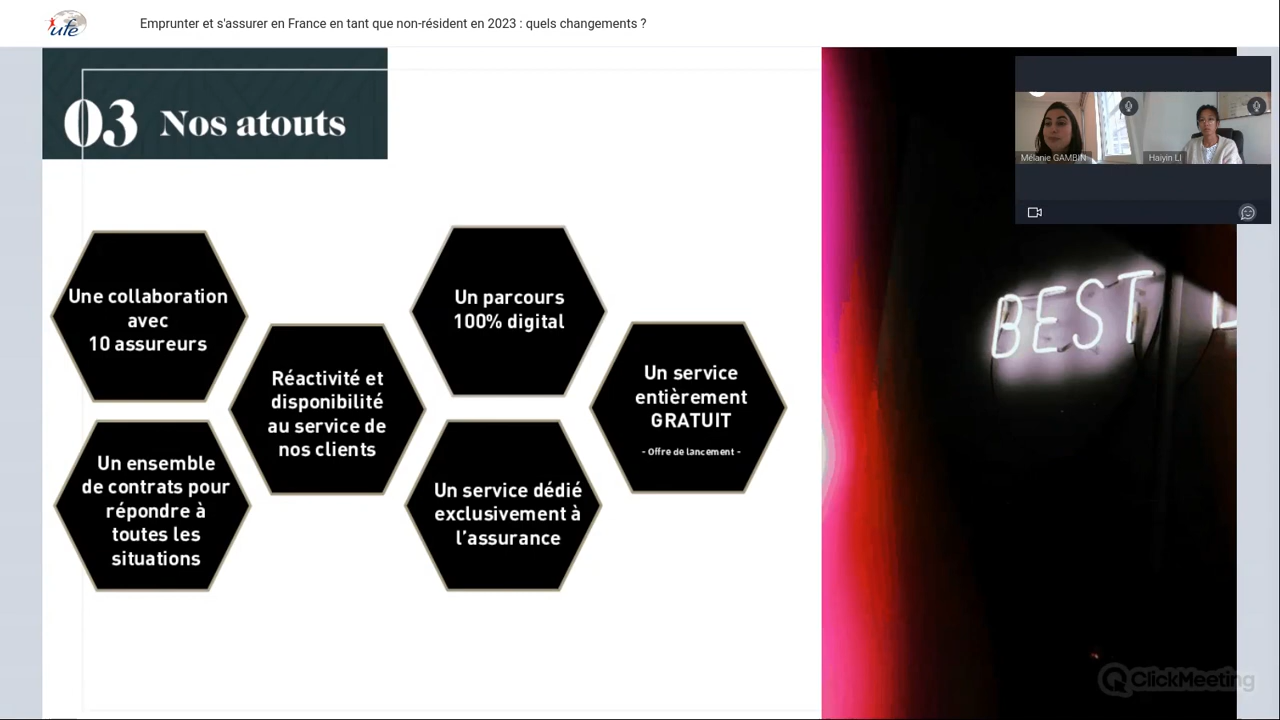 ufe
Emprunter et s'assurer en France en tant que non-résident en 2023 : quels changements ?
03 Nos atouts
Une collaboration
avec
10 assureurs
Un ensemble
de contrats pour
répondre à
toutes les
situations
Réactivité et
disponibilité
au service de
nos clients
Un parcours
100% digital
Un service dédié
exclusivement à
l’assurance
Un service
entièrement
GRATUIT
- Offre de lancement -
Mélanie GAMBIN
Haiyin LI
BEST
ClickMeeting